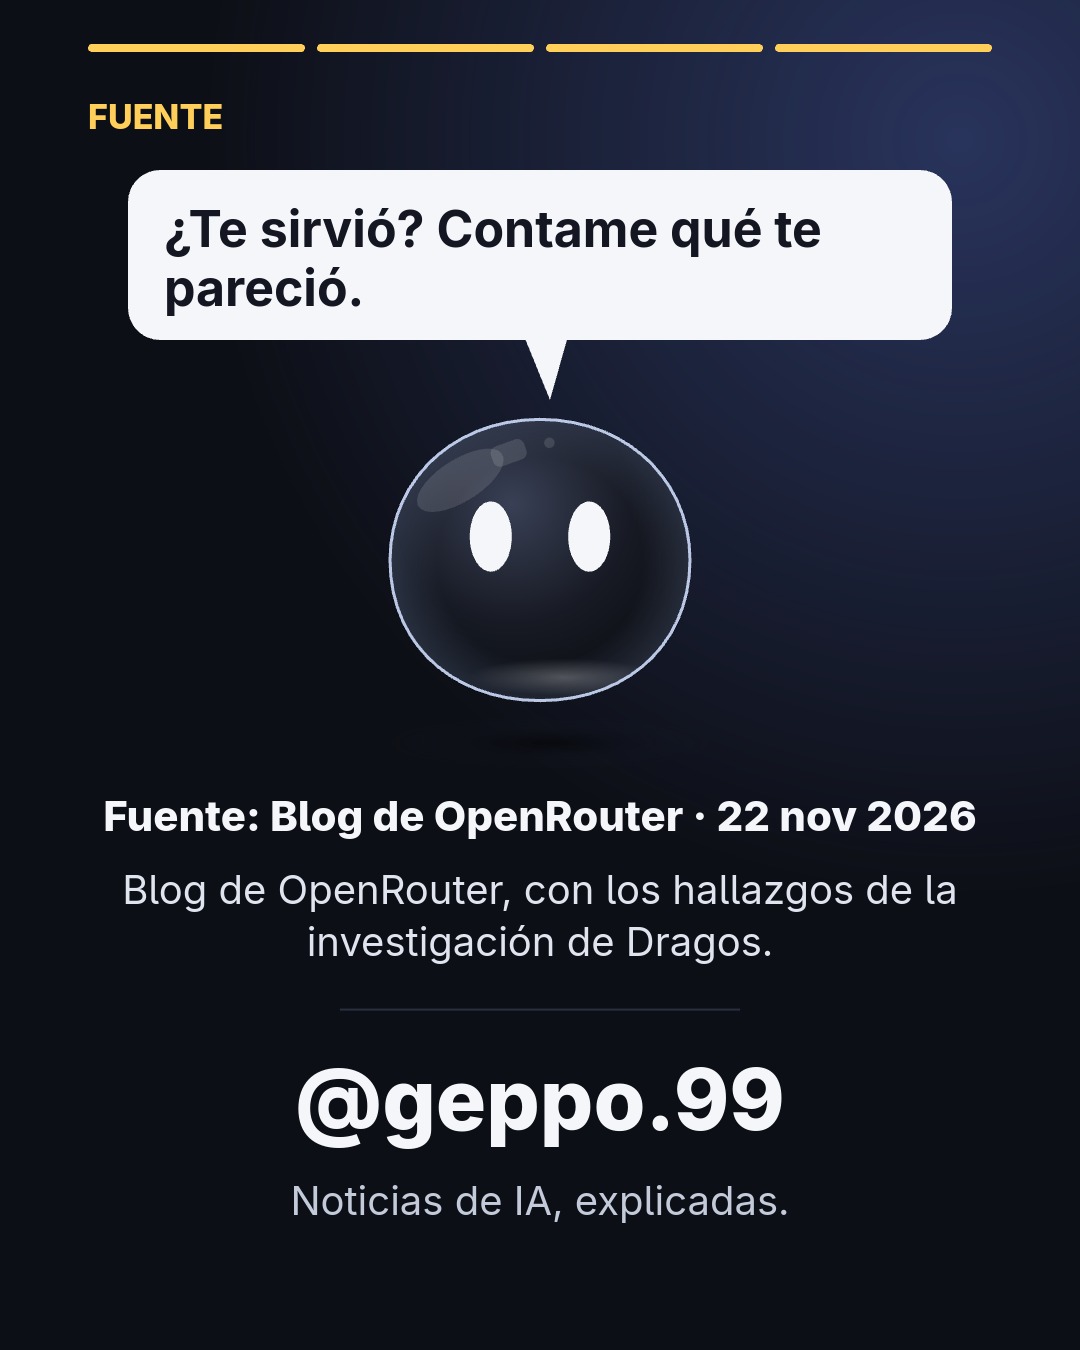 FUENTE
¿Te sirvió? Contame qué te
pareció.
Fuente: Blog de OpenRouter · 22 nov 2026
Blog de OpenRouter, con los hallazgos de la
investigación de Dragos.
@geppo.99
Noticias de IA, explicadas.